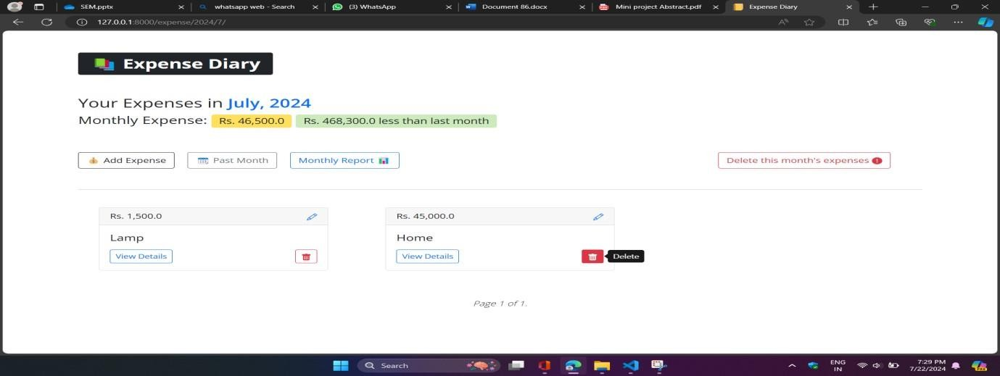 SEM.pptx
whatsapp web - Search
(3) WhatsApp
Document 86.docx
Mini project Abstract.pdf
Expense Diary
127.0.0.1:8000/expense/2024/7/
Expense Diary
Your Expenses in July, 2024
Monthly Expense: Rs. 46,500.0 Rs. 468,300.0 less than last month
Add Expense Past Month Monthly Report Delete this month's expenses
Rs. 1,500.0
Lamp
View Details
Rs. 45,000.0
Home
View Details
Delete
Page 1 of 1.
Search
ENG
IN
7:29 PM
7/22/2024